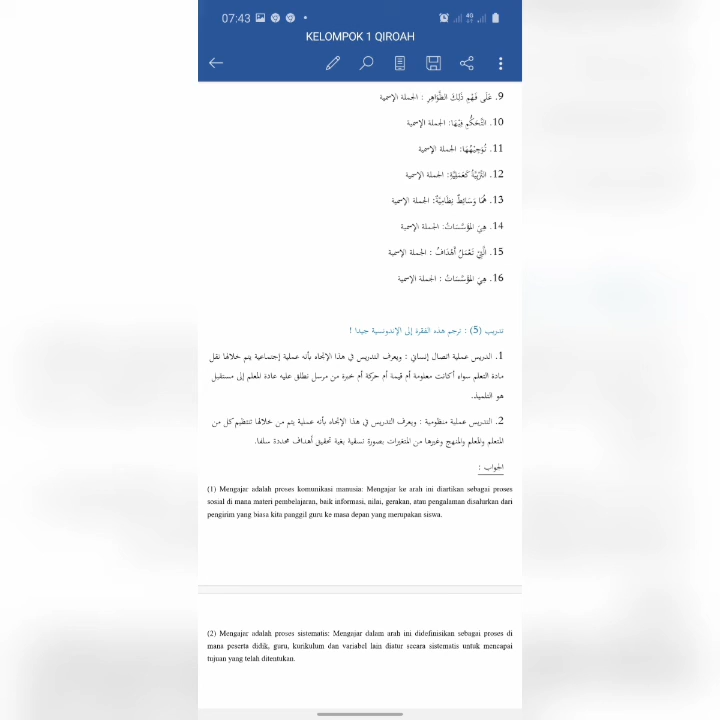 07:43
4G
KELOMPOK 1 QIROAH
9. عَلَى فَهْمِ ذَلِكَ الظَّوَاهِرِ : الجملة الإسمية
10. التَّحَكُّمِ فِيْهَا: الجملة الإسمية
11. تُوَجِيْهُهَا: الجملة الإسمية
12. التَّرْبِيَّةُ كَعَمَلِيَّةٍ: الجملة الإسمية
13. هُمَا وَسَائِطٌ نِظَامِيَّةٌ: الجملة الإسمية
14. هِيَ المُؤَسَّسَاتُ: الجملة الإسمية
15. الَّتِيْ تَعْمَلُ أَهْدَافُ : الجملة الإسمية
16. هِيَ المُؤَسَّسَاتُ : الجملة الإسمية
تدريب (5) : ترجم هذه الفقرة إلى الإندونسية جيدا !
1. الدريس عملية اتصال إنساني : ويعرف التدريس في هذا الإتجاه بأنه عملية إجتماعية يتم خلالها نقل
مادة التعلم سواء أكانت معلومة أم قيمة أم حركة أم خبرة من مرسل نطلق عليه عادة المعلم إلى مستقبل
هو التلميذ.
2. التدريس عملية منظومية : ويعرف التدريس في هذا الإتجاه بأنه عملية يتم من خلالها تنتظيم كل من
المتعلم والمعلم والمنهج وغيرها من المتغيرات بصورة نسقية بغية تحقيق أهداف محددة سلفا.
الجواب :
(1) Mengajar adalah proses komunikasi manusia: Mengajar ke arah ini diartikan sebagai proses
sosial di mana materi pembelajaran, baik informasi, nilai, gerakan, atau pengalaman disalurkan dari
pengirim yang biasa kita panggil guru ke masa depan yang merupakan siswa.
(2) Mengajar adalah proses sistematis: Mengajar dalam arah ini didefinisikan sebagai proses di
mana peserta didik, guru, kurikulum dan variabel lain diatur secara sistematis untuk mencapai
tujuan yang telah ditentukan.